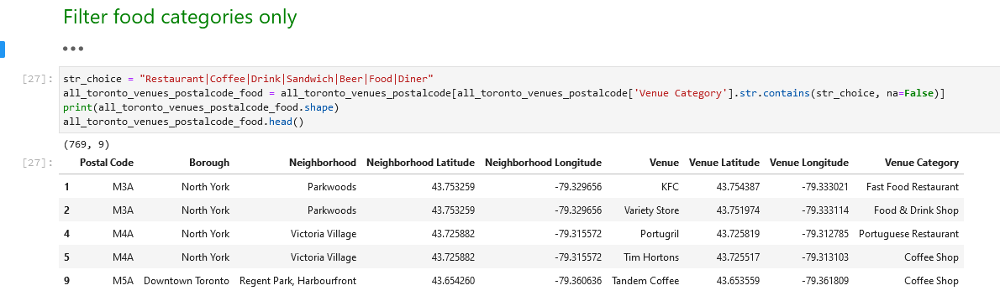 Filter food categories only
[27]: str_choice = "Restaurant|Coffee|Drink|Sandwich|Beer|Food|Diner"
all_toronto_venues_postalcode_food = all_toronto_venues_postalcode[all_toronto_venues_postalcode['Venue Category'].str.contains(str_choice, na=False)]
print(all_toronto_venues_postalcode_food.shape)
all_toronto_venues_postalcode_food.head()
(769, 9)
[27]: Postal Code Borough Neighborhood Neighborhood Latitude Neighborhood Longitude Venue Venue Latitude Venue Longitude Venue Category
1 M3A North York Parkwoods 43.753259 -79.329656 KFC 43.754387 -79.333021 Fast Food Restaurant
2 M3A North York Parkwoods 43.753259 -79.329656 Variety Store 43.751974 -79.333114 Food & Drink Shop
4 M4A North York Victoria Village 43.725882 -79.315572 Portugril 43.725819 -79.312785 Portuguese Restaurant
5 M4A North York Victoria Village 43.725882 -79.315572 Tim Hortons 43.725517 -79.313103 Coffee Shop
9 M5A Downtown Toronto Regent Park, Harbourfront 43.654260 -79.360636 Tandem Coffee 43.653559 -79.361809 Coffee Shop